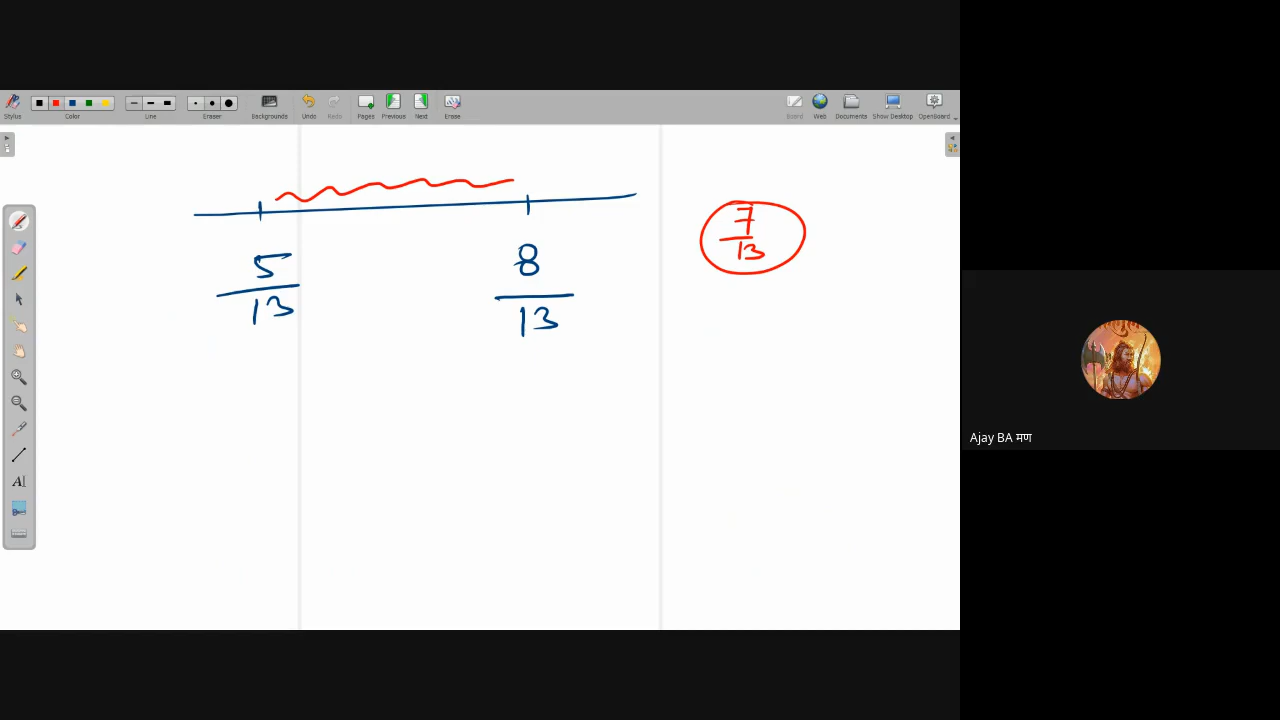 Stylus Color Line Eraser Backgrounds Undo Redo Pages Previous Next Erase Board Web Documents Show Desktop OpenBoard
5/13
8/13
7/13
Ajay BA मण